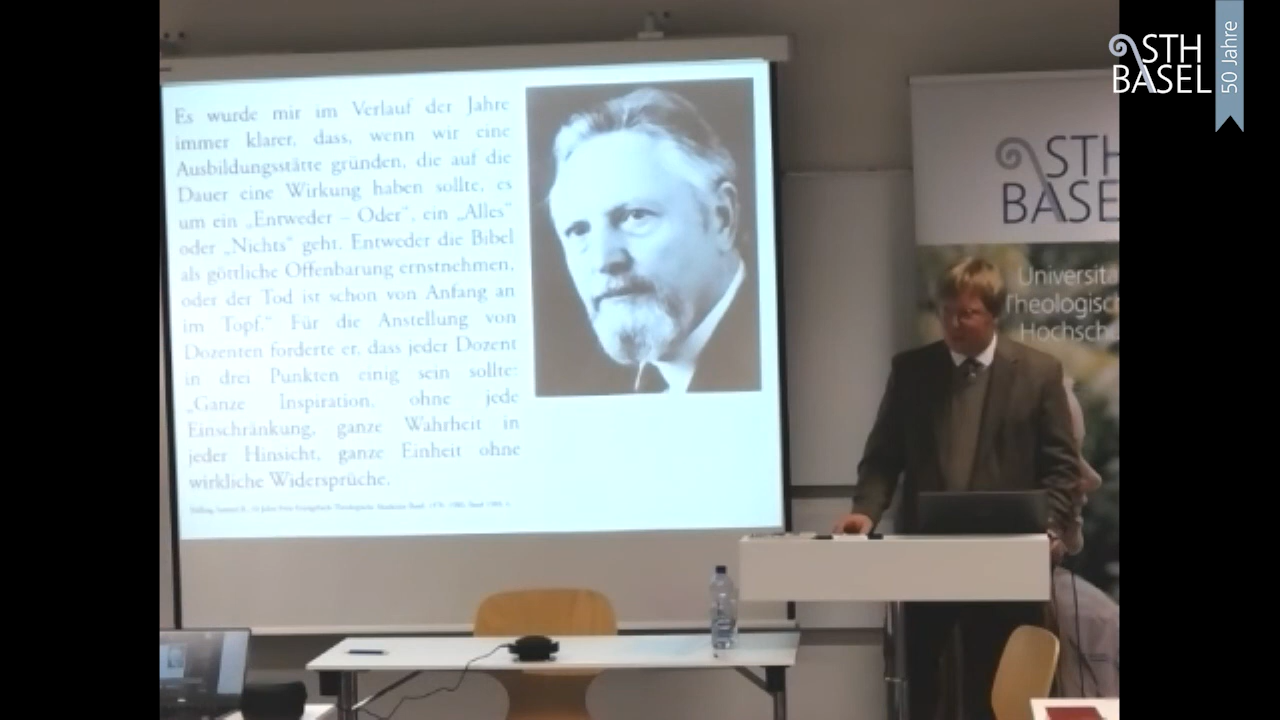 Es wurde mir im Verlauf der Jahre
immer klarer, dass, wenn wir eine
Ausbildungsstätte gründen, die auf die
Dauer eine Wirkung haben sollte, es
um ein „Entweder – Oder“, ein „Alles“
oder „Nichts“ geht. Entweder die Bibel
als göttliche Offenbarung ernstnehmen,
oder der Tod ist schon von Anfang an
im Topf.“ Für die Anstellung von
Dozenten forderte er, dass jeder Dozent
in drei Punkten einig sein sollte:
„Ganze Inspiration, ohne jede
Einschränkung, ganze Wahrheit in
jeder Hinsicht, ganze Einheit ohne
wirkliche Widersprüche.
STH
BASEL
50 Jahre
STH
BASE
Universitä
Theologisc
Hochsch